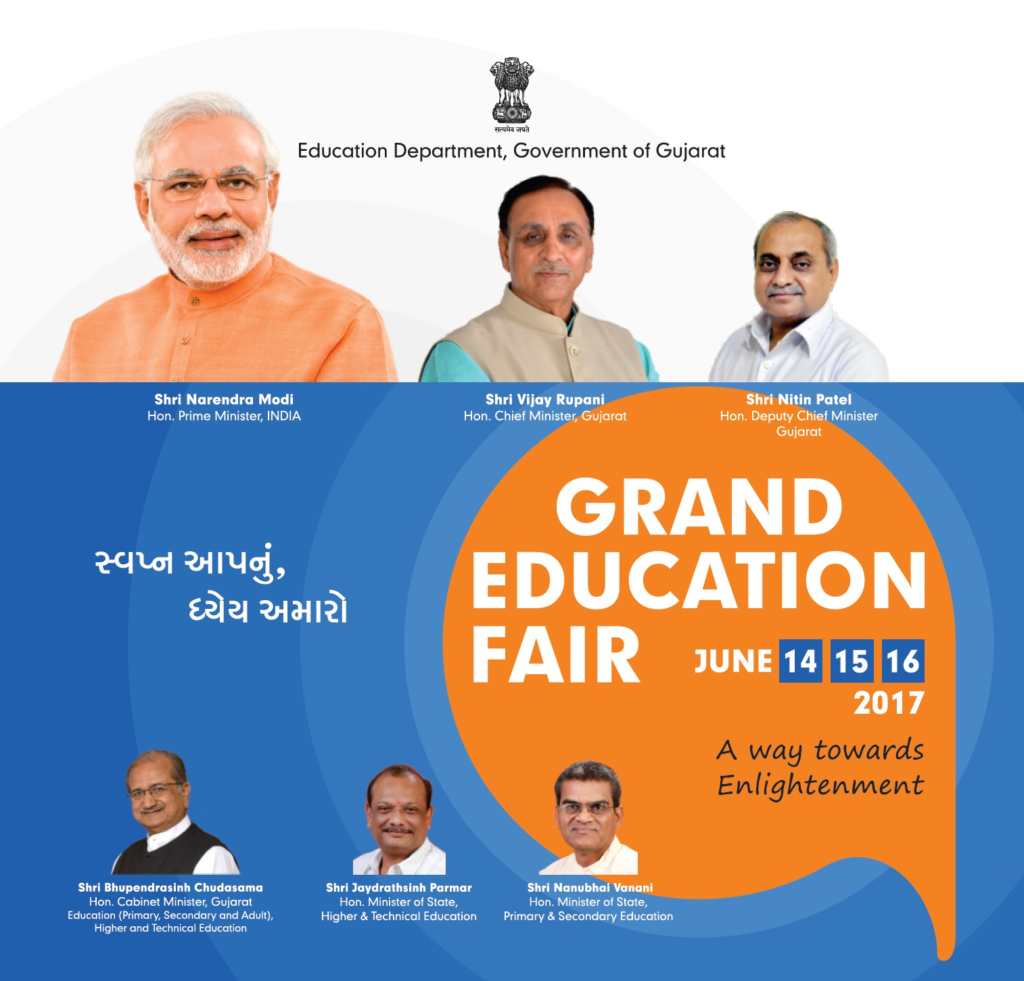 सत्यमेव जयते
Education Department, Government of Gujarat
Shri Narendra Modi
Hon. Prime Minister, INDIA
Shri Vijay Rupani
Hon. Chief Minister, Gujarat
Shri Nitin Patel
Hon. Deputy Chief Minister
Gujarat
સ્વપ્ન આપનું,
ધ્યેય અમારો
GRAND
EDUCATION
FAIR
JUNE 14 15 16
2017
A way towards
Enlightenment
Shri Bhupendrasinh Chudasama
Hon. Cabinet Minister, Gujarat
Education (Primary, Secondary and Adult),
Higher and Technical Education
Shri Jaydrathsinh Parmar
Hon. Minister of State,
Higher & Technical Education
Shri Nanubhai Vanani
Hon. Minister of State,
Primary & Secondary Education